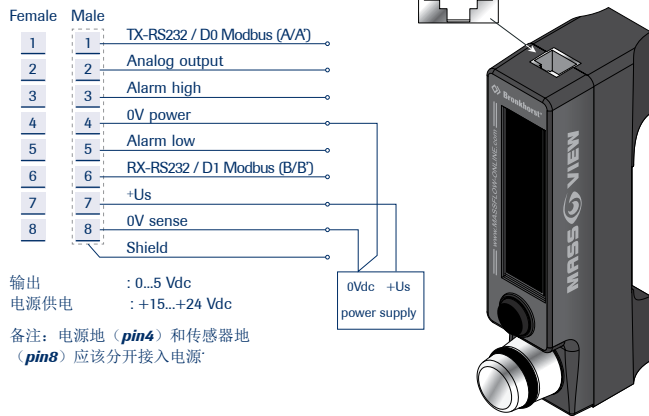 Female Male
1 1 TX-RS232 / D0 Modbus (A/A')
2 2 Analog output
3 3 Alarm high
4 4 0V power
5 5 Alarm low
6 6 RX-RS232 / D1 Modbus (B/B')
7 7 +Us
8 8 0V sense
Shield
0Vdc +Us
power supply
输出 : 0...5 Vdc
电源供电 : +15...+24 Vdc
备注：电源地（pin4）和传感器地
（pin8）应该分开接入电源
Bronkhorst
www.MASSFLOW-ONLINE.com
MASS VIEW